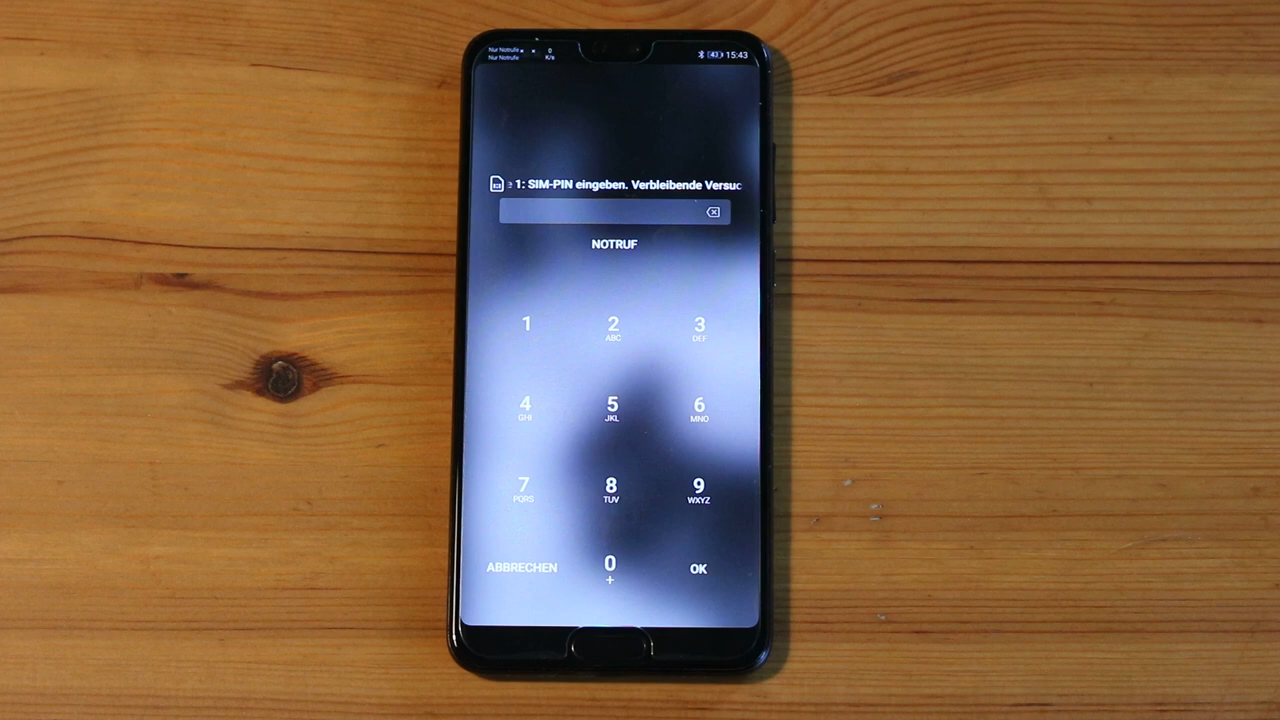 Nur Notrufe
Nur Notrufe
0
K/s
43
15:43
1: SIM-PIN eingeben. Verbleibende Versuc
NOTRUF
1
2
3
ABC
DEF
4
5
6
GHI
JKL
MNO
7
8
9
PQRS
TUV
WXYZ
ABBRECHEN
0
OK
+